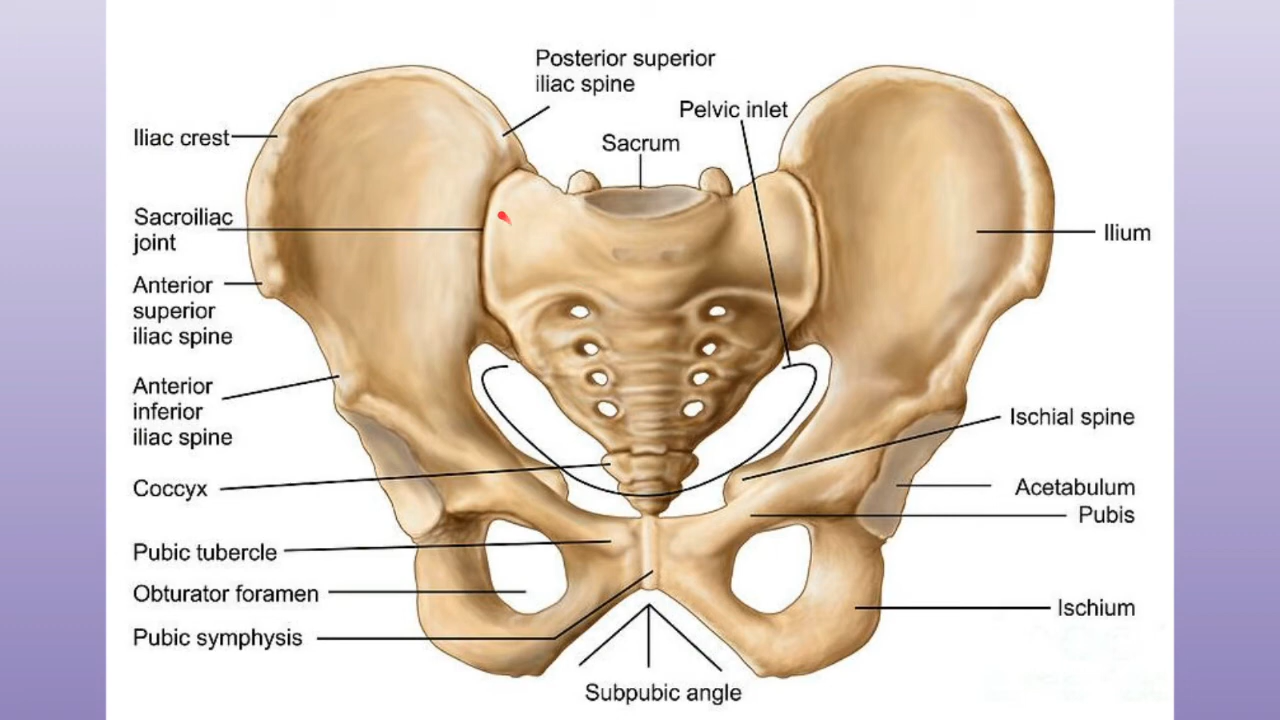 Posterior superior
iliac spine
Pelvic inlet
Iliac crest
Sacrum
Sacroiliac
joint
Ilium
Anterior
superior
iliac spine
Anterior
inferior
iliac spine
Ischial spine
Coccyx
Acetabulum
Pubis
Pubic tubercle
Obturator foramen
Ischium
Pubic symphysis
Subpubic angle